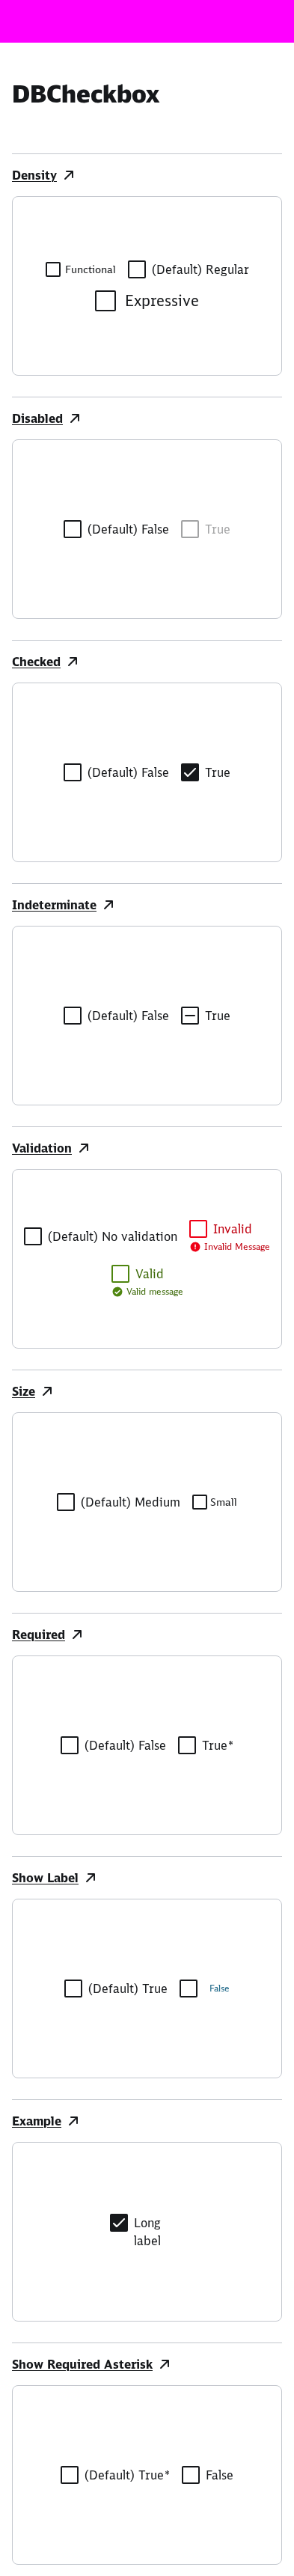 DBCheckbox
Density
Functional
(Default) Regular
Expressive
Disabled
(Default) False
True
Checked
(Default) False
True
Indeterminate
(Default) False
True
Validation
(Default) No validation
Invalid
Invalid Message
Valid
Valid message
Size
(Default) Medium
Small
Required
(Default) False
True*
Show Label
(Default) True
False
Example
Long
label
Show Required Asterisk
(Default) True*
False